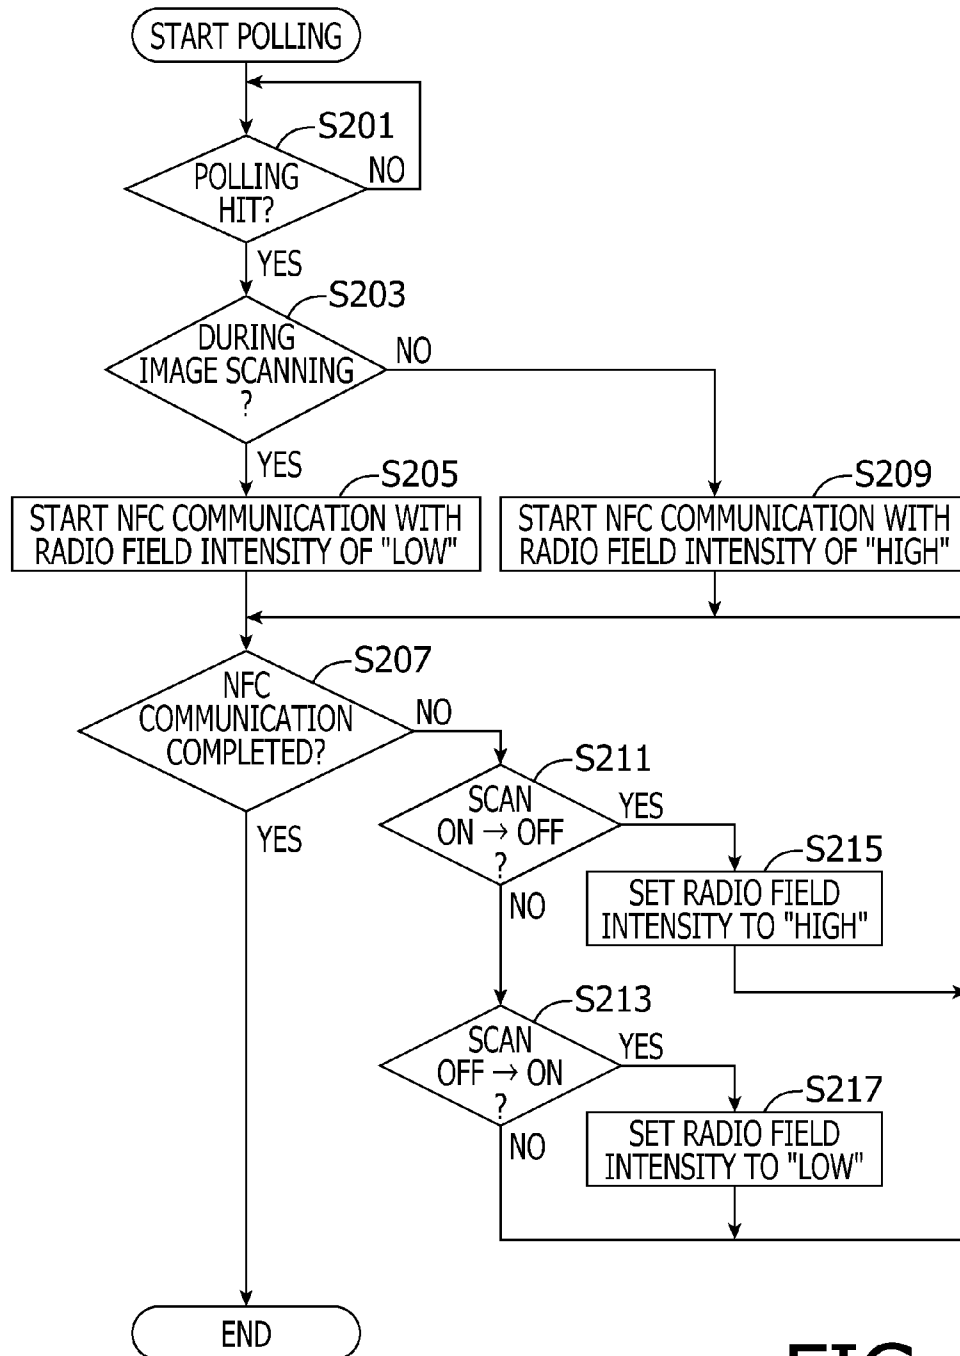 START POLLING
S201
POLLING
HIT?
NO
YES
S203
DURING
IMAGE SCANNING
?
NO
YES
S205
START NFC COMMUNICATION WITH
RADIO FIELD INTENSITY OF "LOW"
S209
START NFC COMMUNICATION WITH
RADIO FIELD INTENSITY OF "HIGH"
S207
NFC
COMMUNICATION
COMPLETED?
NO
YES
S211
SCAN
ON → OFF
?
YES
NO
S215
SET RADIO FIELD
INTENSITY TO "HIGH"
S213
SCAN
OFF → ON
?
YES
NO
S217
SET RADIO FIELD
INTENSITY TO "LOW"
END